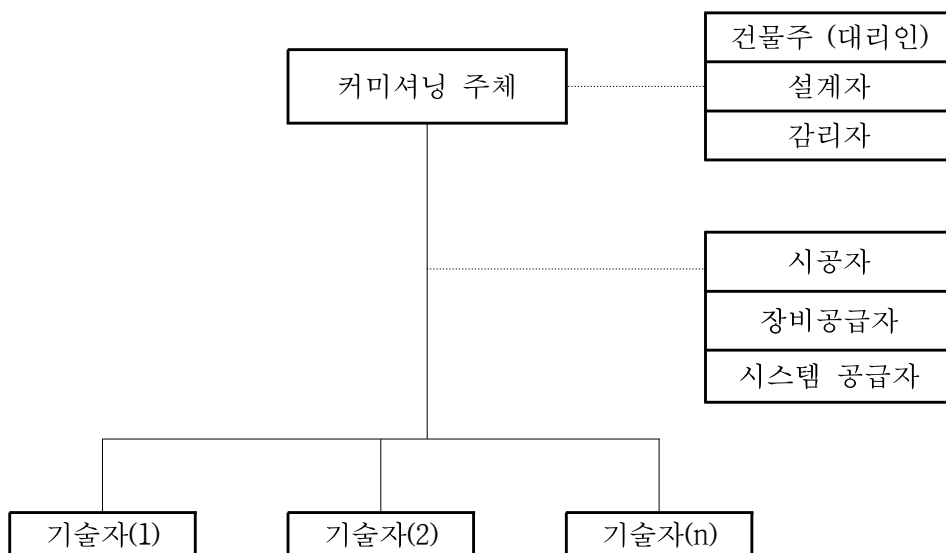 건물주 (대리인)
커미셔닝 주체
설계자
감리자
시공자
장비공급자
시스템 공급자
기술자(1)
기술자(2)
기술자(n)